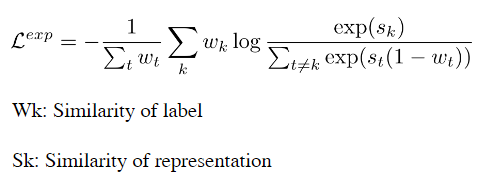 \mathcal{L}^{exp} = -\frac{1}{\sum_t w_t} \sum_k w_k \log \frac{\exp(s_k)}{\sum_{t \neq k} \exp(s_t(1 - w_t))}
Wk: Similarity of label
Sk: Similarity of representation